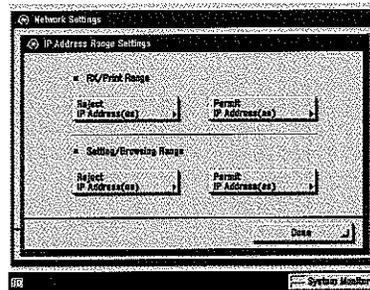 Network Settings
IP Address Range Settings
RX/Print Range
Reject
IP Address(es)
Permit
IP Address(es)
Setting/Browsing Range
Reject
IP Address(es)
Permit
IP Address(es)
Done
System Monitor